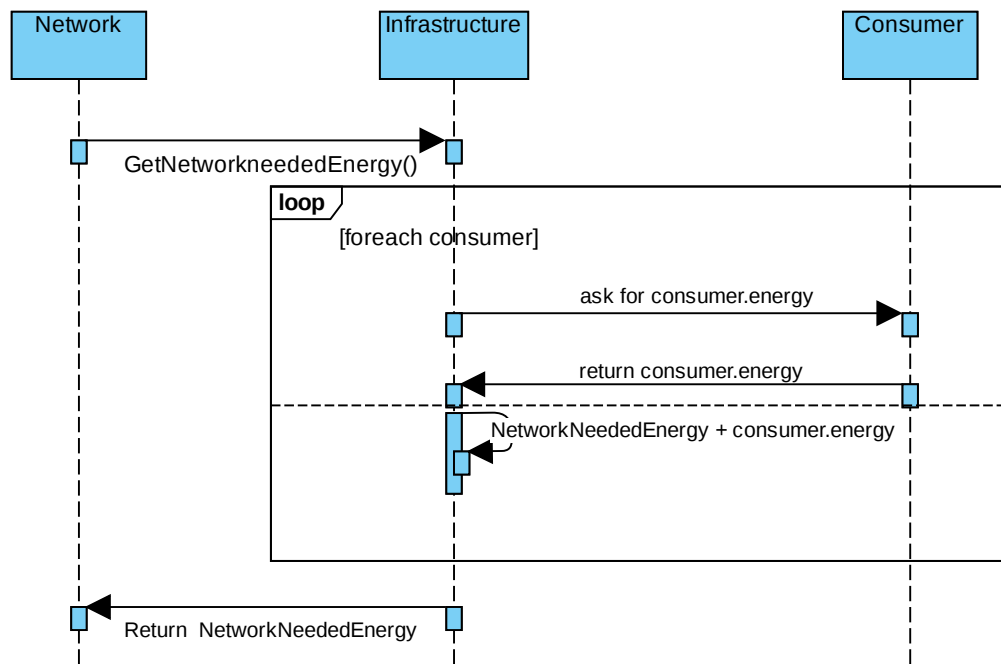 Network
Infrastructure
Consumer
GetNetworkneededEnergy()
loop
[foreach consumer]
ask for consumer.energy
return consumer.energy
NetworkNeededEnergy + consumer.energy
Return  NetworkNeededEnergy